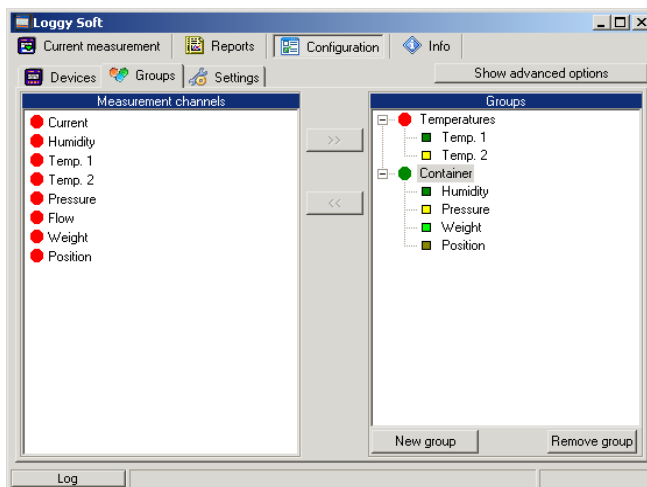 Loggy Soft
Current measurement Reports Configuration Info
Devices Groups Settings Show advanced options
Measurement channels
Current
Humidity
Temp. 1
Temp. 2
Pressure
Flow
Weight
Position
>>
<<
Groups
Temperatures
Temp. 1
Temp. 2
Container
Humidity
Pressure
Weight
Position
New group Remove group
Log